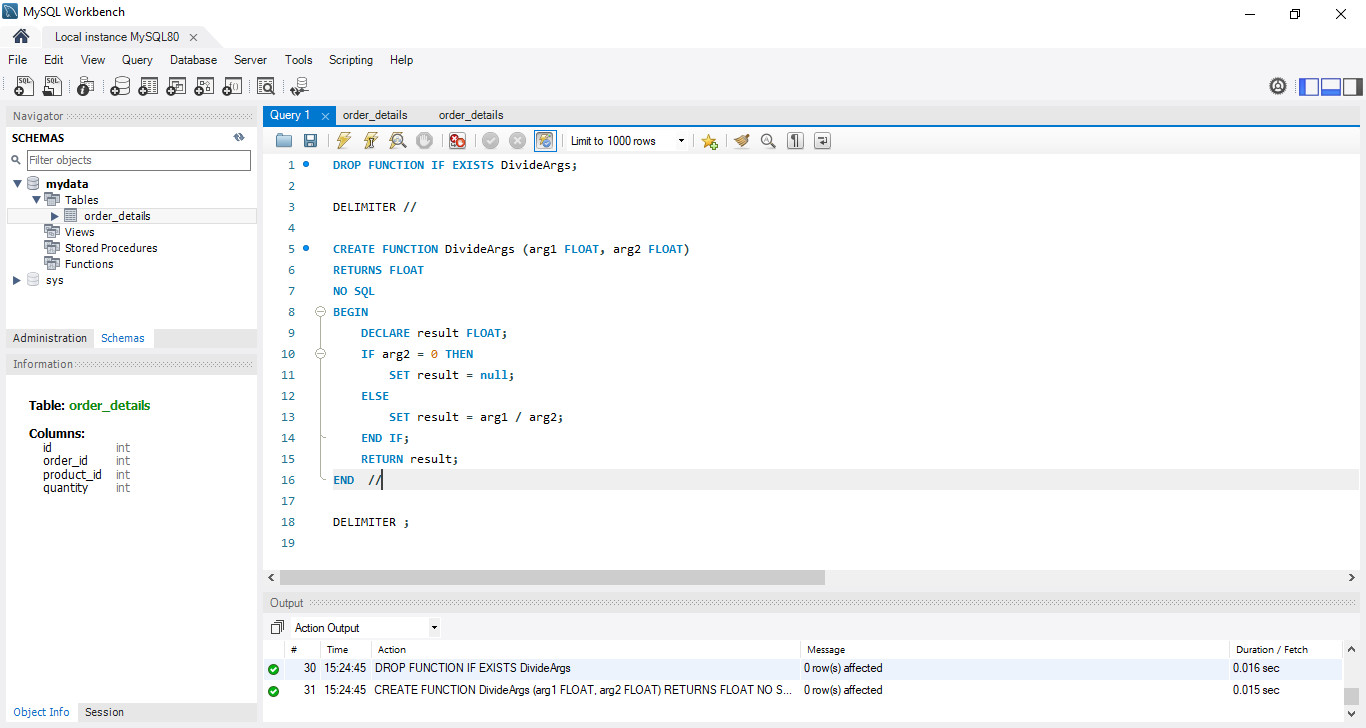 MySQL Workbench
Local instance MySQL80
File Edit View Query Database Server Tools Scripting Help
Navigator
SCHEMAS
Filter objects
mydata
Tables
order_details
Views
Stored Procedures
Functions
sys
Administration Schemas
Information
Table: order_details
Columns:
id int
order_id int
product_id int
quantity int
Object Info Session
Query 1 order_details order_details
Limit to 1000 rows
1 DROP FUNCTION IF EXISTS DivideArgs;
2
3 DELIMITER //
4
5 CREATE FUNCTION DivideArgs (arg1 FLOAT, arg2 FLOAT)
6 RETURNS FLOAT
7 NO SQL
8 BEGIN
9 DECLARE result FLOAT;
10 IF arg2 = 0 THEN
11 SET result = null;
12 ELSE
13 SET result = arg1 / arg2;
14 END IF;
15 RETURN result;
16 END //
17
18 DELIMITER ;
19
Output
Action Output
# Time Action Message Duration / Fetch
30 15:24:45 DROP FUNCTION IF EXISTS DivideArgs 0 row(s) affected 0.016 sec
31 15:24:45 CREATE FUNCTION DivideArgs (arg1 FLOAT, arg2 FLOAT) RETURNS FLOAT NO S... 0 row(s) affected 0.015 sec